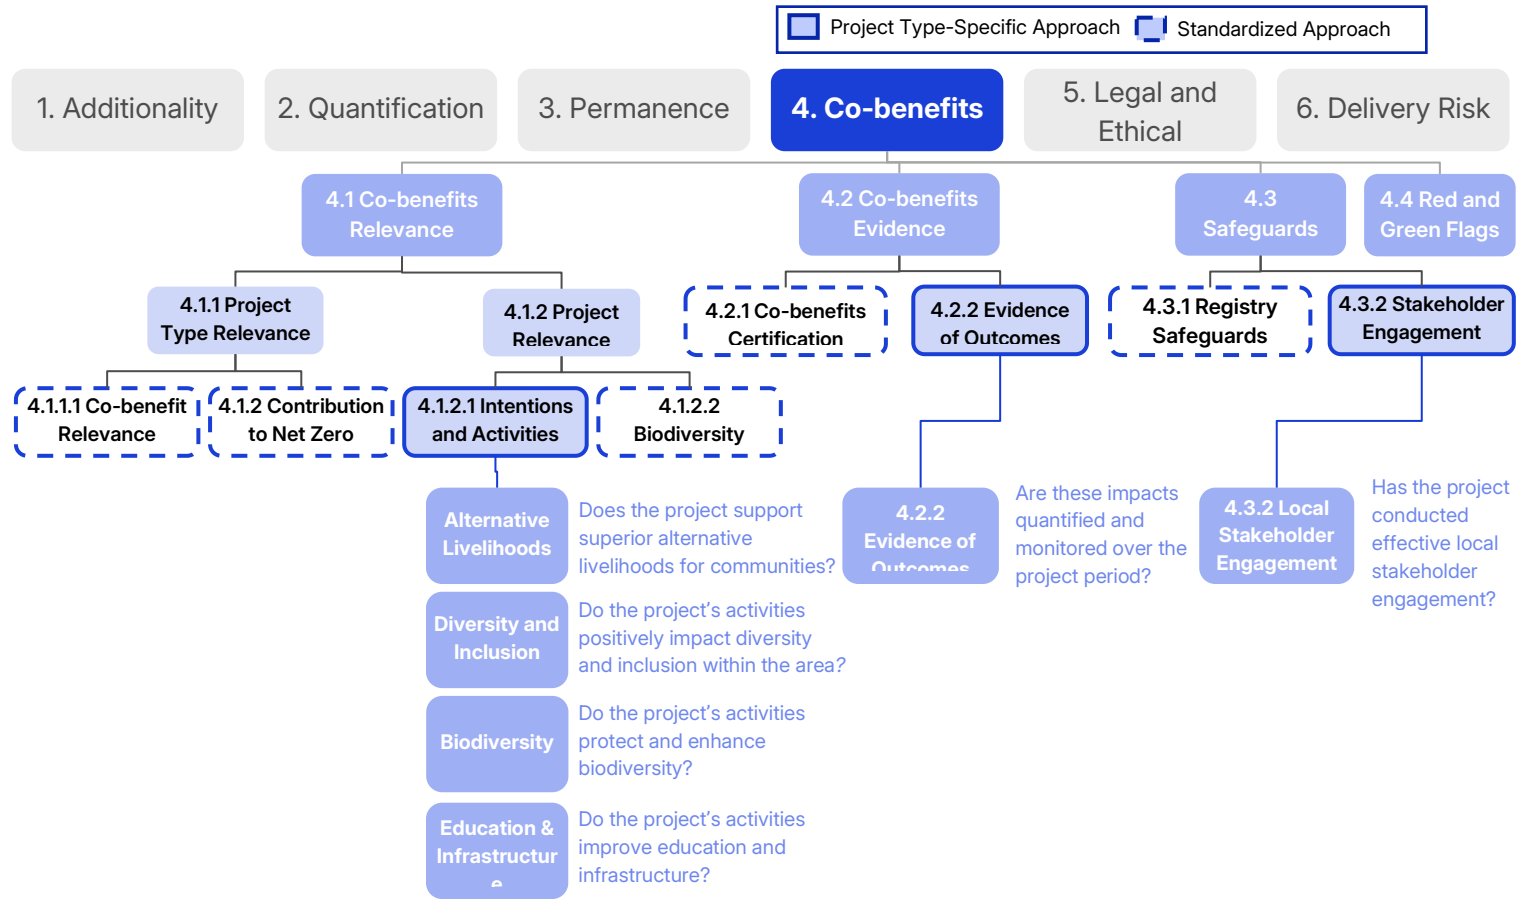 Project Type-Specific Approach
Standardized Approach
1. Additionality
2. Quantification
3. Permanence
4. Co-benefits
5. Legal and
Ethical
6. Delivery Risk
4.1 Co-benefits
Relevance
4.2 Co-benefits
Evidence
4.3
Safeguards
4.4 Red and
Green Flags
4.1.1 Project
Type Relevance
4.1.2 Project
Relevance
4.2.1 Co-benefits
Certification
4.2.2 Evidence
of Outcomes
4.3.1 Registry
Safeguards
4.3.2 Stakeholder
Engagement
4.1.1.1 Co-benefit
Relevance
4.1.2 Contribution
to Net Zero
4.1.2.1 Intentions
and Activities
4.1.2.2
Biodiversity
Alternative
Livelihoods
Does the project support
superior alternative
livelihoods for communities?
4.2.2
Evidence of
Outcomes
Are these impacts
quantified and
monitored over the
project period?
4.3.2 Local
Stakeholder
Engagement
Has the project
conducted
effective local
stakeholder
engagement?
Diversity and
Inclusion
Do the project's activities
positively impact diversity
and inclusion within the area?
Biodiversity
Do the project's activities
protect and enhance
biodiversity?
Education &
Infrastructur
e
Do the project's activities
improve education and
infrastructure?